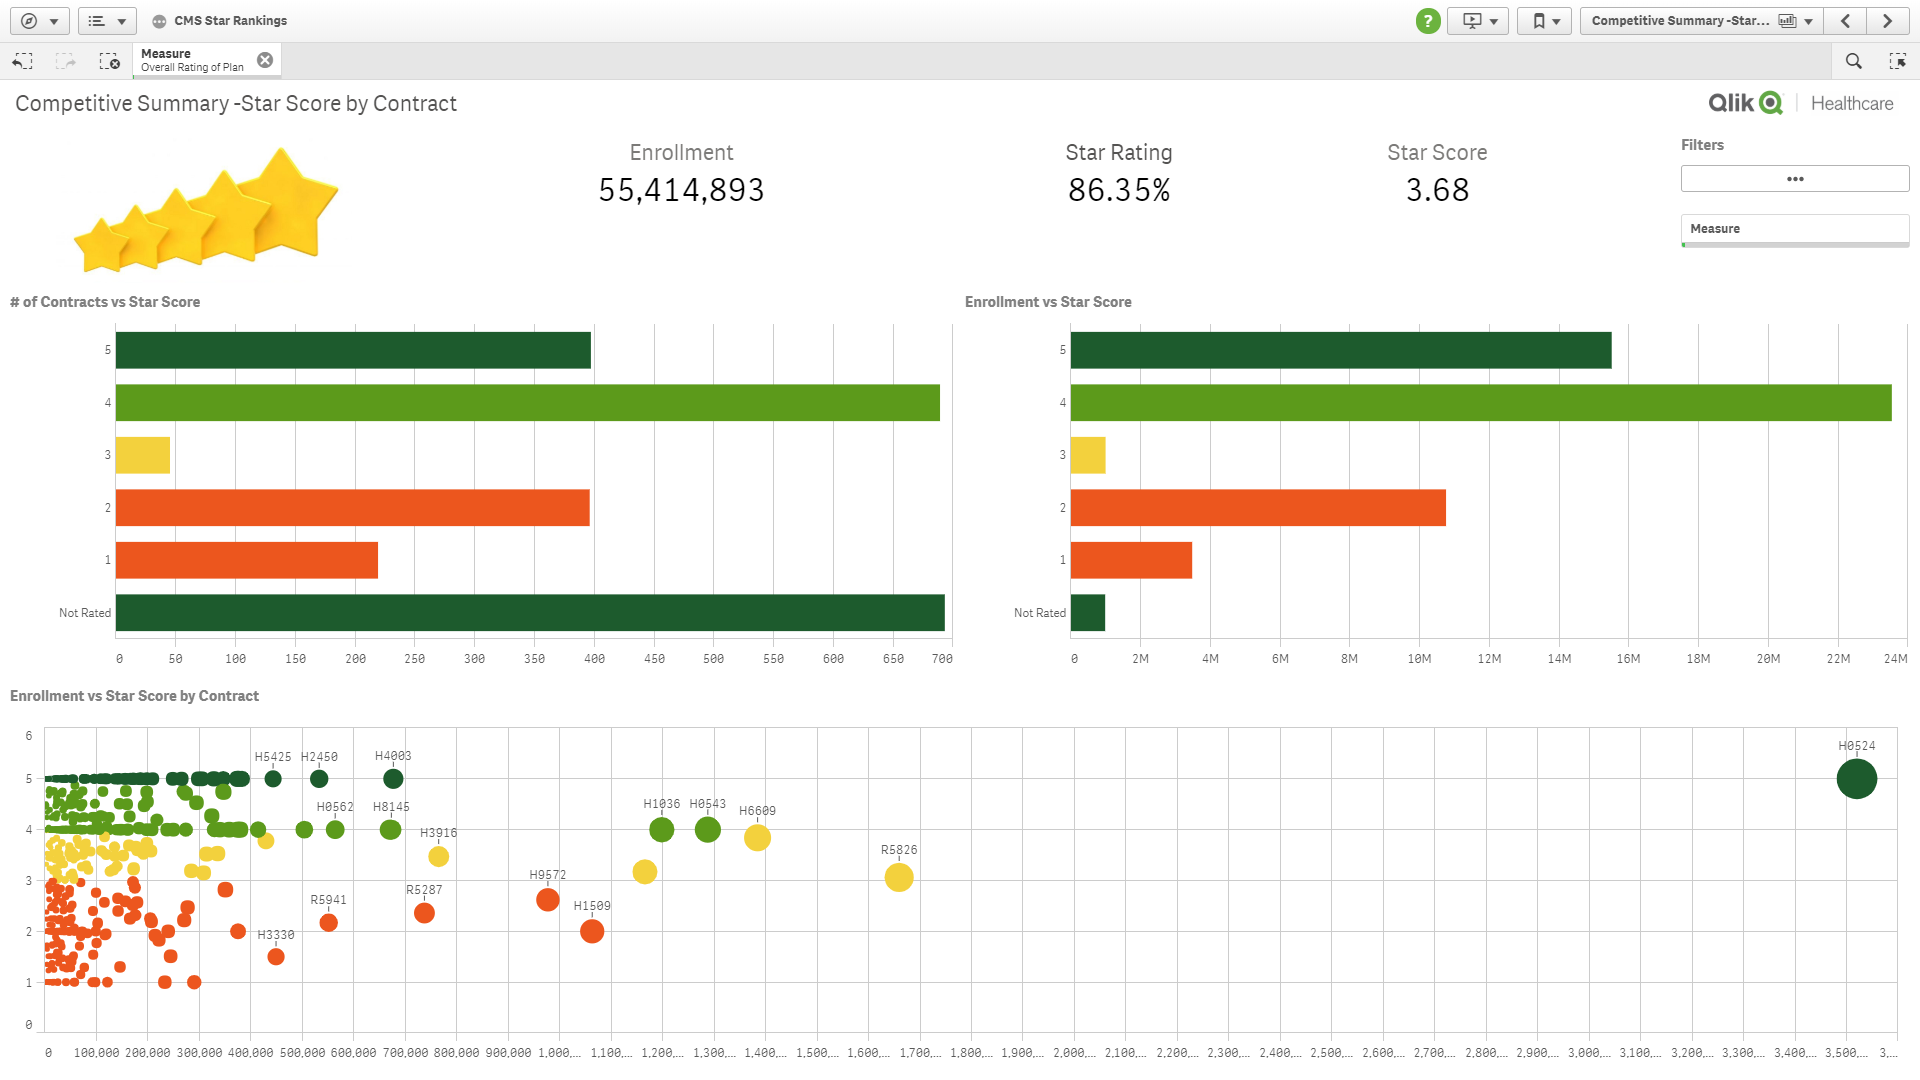 CMS Star Rankings
?
Competitive Summary -Star...
Measure
Overall Rating of Plan
Competitive Summary -Star Score by Contract
Qlik Healthcare
Enrollment
55,414,893
Star Rating
86.35%
Star Score
3.68
Filters
•••
Measure
# of Contracts vs Star Score
5
4
3
2
1
Not Rated
0 50 100 150 200 250 300 350 400 450 500 550 600 650 700
Enrollment vs Star Score
5
4
3
2
1
Not Rated
0 2M 4M 6M 8M 10M 12M 14M 16M 18M 20M 22M 24M
Enrollment vs Star Score by Contract
6
5
4
3
2
1
0
H5425 H2450 H4003 H0524
H0562 H8145 H1036 H0543 H6609
H3916 R5826
R5941 R5287 H9572
H3330 H1509
0 100,000 200,000 300,000 400,000 500,000 600,000 700,000 800,000 900,000 1,000,... 1,100,... 1,200,... 1,300,... 1,400,... 1,500,... 1,600,... 1,700,... 1,800,... 1,900,... 2,000,... 2,100,... 2,200,... 2,300,... 2,400,... 2,500,... 2,600,... 2,700,... 2,800,... 2,900,... 3,000,... 3,100,... 3,200,... 3,300,... 3,400,... 3,500,... 3,...